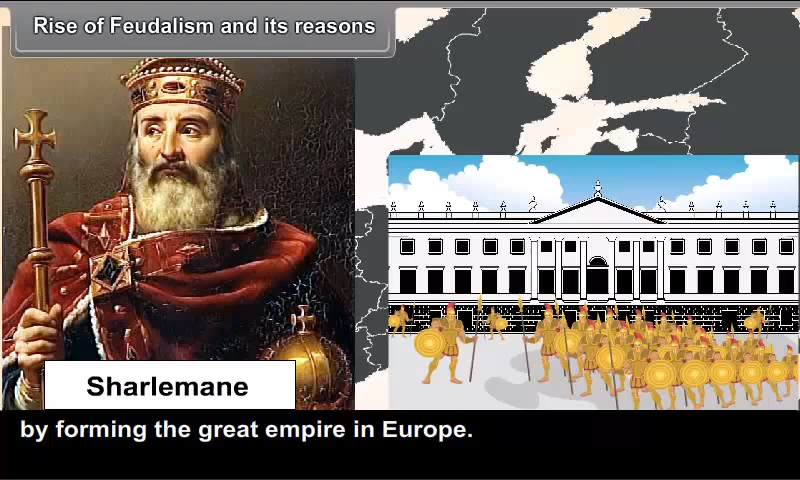 Rise of Feudalism and its reasons
Sharlemane
by forming the great empire in Europe.